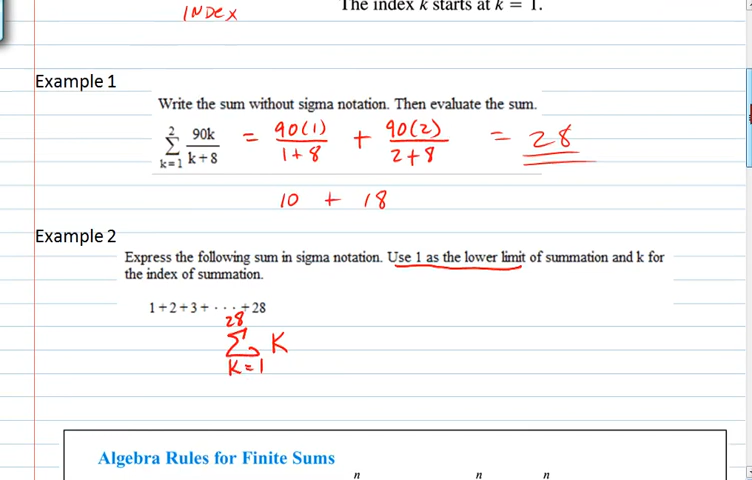 The index k starts at k = 1.
INDEX
Example 1
Write the sum without sigma notation. Then evaluate the sum.
2
∑ 90k/k+8 = 90(1)/1+8 + 90(2)/2+8 = 28
k=1
10 + 18
Example 2
Express the following sum in sigma notation. Use 1 as the lower limit of summation and k for
the index of summation.
1+2+3+ · · · +28
28
∑ K
K=1
Algebra Rules for Finite Sums
n n n